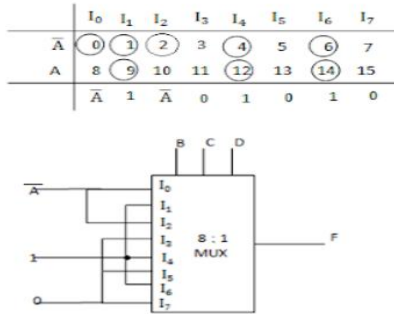 I₀ I₁ I₂ I₃ I₄ I₅ I₆ I₇
A̅ 0 1 2 3 4 5 6 7
A 8 9 10 11 12 13 14 15
A̅ 1 A̅ 0 1 0 1 0
B C D
A̅ I₀
I₁
I₂
I₃
1 I₄
I₅
I₆
0 I₇
8 : 1
MUX
F